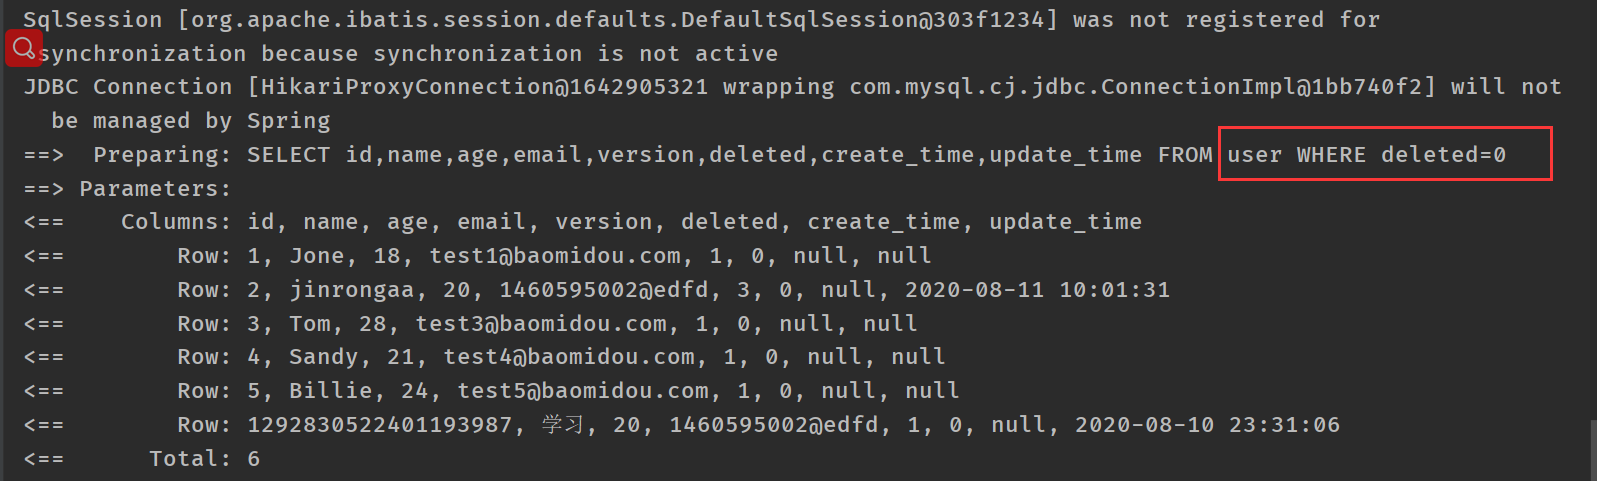 SqlSession [org.apache.ibatis.session.defaults.DefaultSqlSession@303f1234] was not registered for
synchronization because synchronization is not active
JDBC Connection [HikariProxyConnection@1642905321 wrapping com.mysql.cj.jdbc.ConnectionImpl@1bb740f2] will not
be managed by Spring
==>  Preparing: SELECT id,name,age,email,version,deleted,create_time,update_time FROM user WHERE deleted=0
==> Parameters:
<==    Columns: id, name, age, email, version, deleted, create_time, update_time
<==        Row: 1, Jone, 18, test1@baomidou.com, 1, 0, null, null
<==        Row: 2, jinrongaa, 20, 1460595002@edfd, 3, 0, null, 2020-08-11 10:01:31
<==        Row: 3, Tom, 28, test3@baomidou.com, 1, 0, null, null
<==        Row: 4, Sandy, 21, test4@baomidou.com, 1, 0, null, null
<==        Row: 5, Billie, 24, test5@baomidou.com, 1, 0, null, null
<==        Row: 1292830522401193987, 学习, 20, 1460595002@edfd, 1, 0, null, 2020-08-10 23:31:06
<==      Total: 6